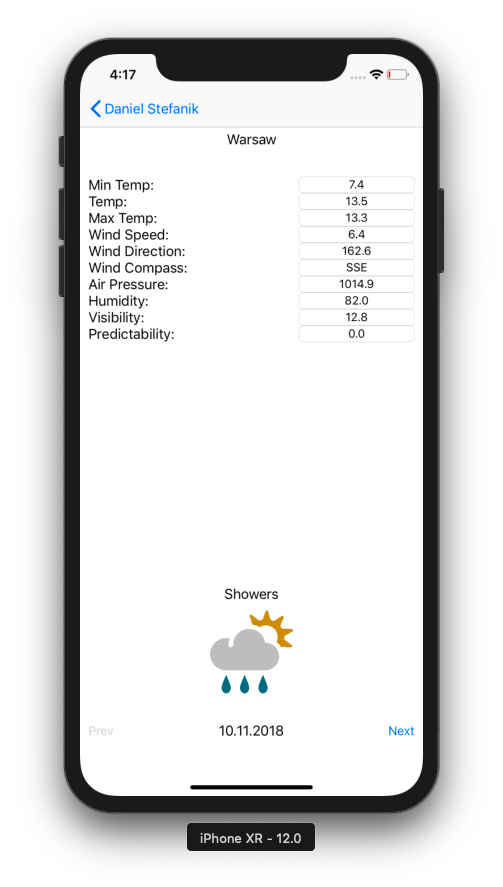 4:17
Daniel Stefanik
Warsaw
Min Temp: 7.4
Temp: 13.5
Max Temp: 13.3
Wind Speed: 6.4
Wind Direction: 162.6
Wind Compass: SSE
Air Pressure: 1014.9
Humidity: 82.0
Visibility: 12.8
Predictability: 0.0
Showers
Prev 10.11.2018 Next
iPhone XR - 12.0